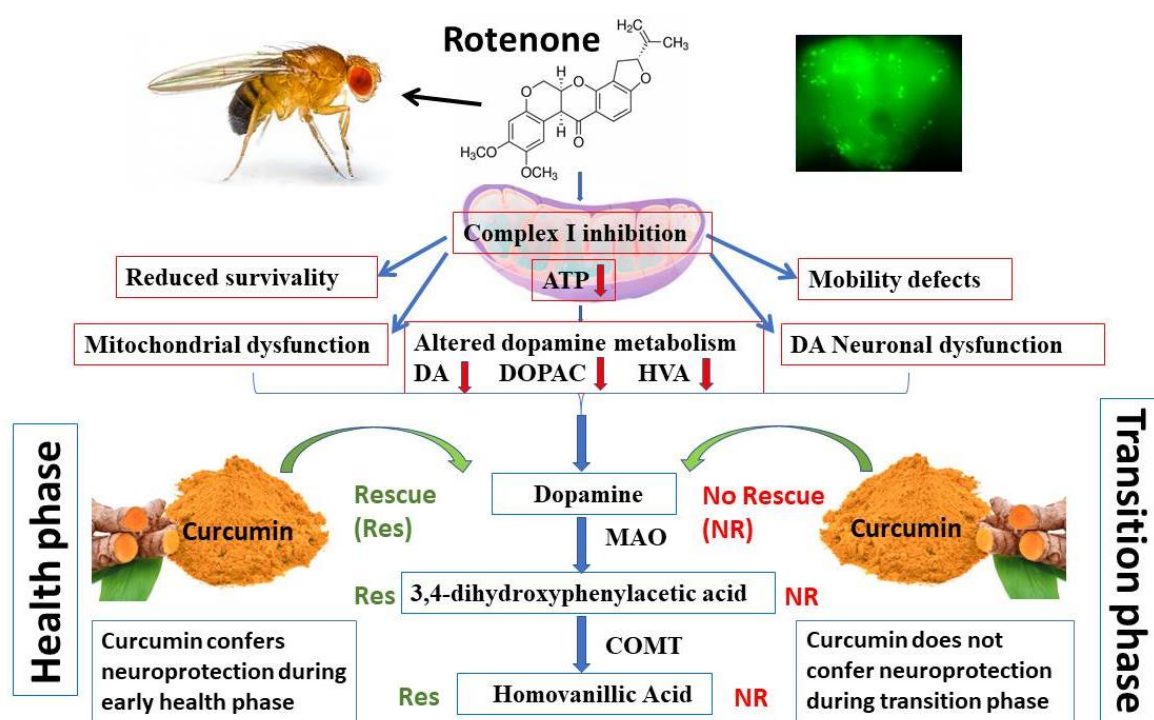 Rotenone
H₂C
CH₃
H
O
O
O
H
O
H₃CO
OCH₃
Complex I inhibition
ATP
Reduced survivality
Mobility defects
Mitochondrial dysfunction
Altered dopamine metabolism
DA DOPAC HVA
DA Neuronal dysfunction
Health phase
Transition phase
Curcumin
Rescue
(Res)
Dopamine
No Rescue
(NR)
Curcumin
MAO
Res
3,4-dihydroxyphenylacetic acid
NR
Curcumin confers
neuroprotection during
early health phase
COMT
Curcumin does not
confer neuroprotection
during transition phase
Res
Homovanillic Acid
NR